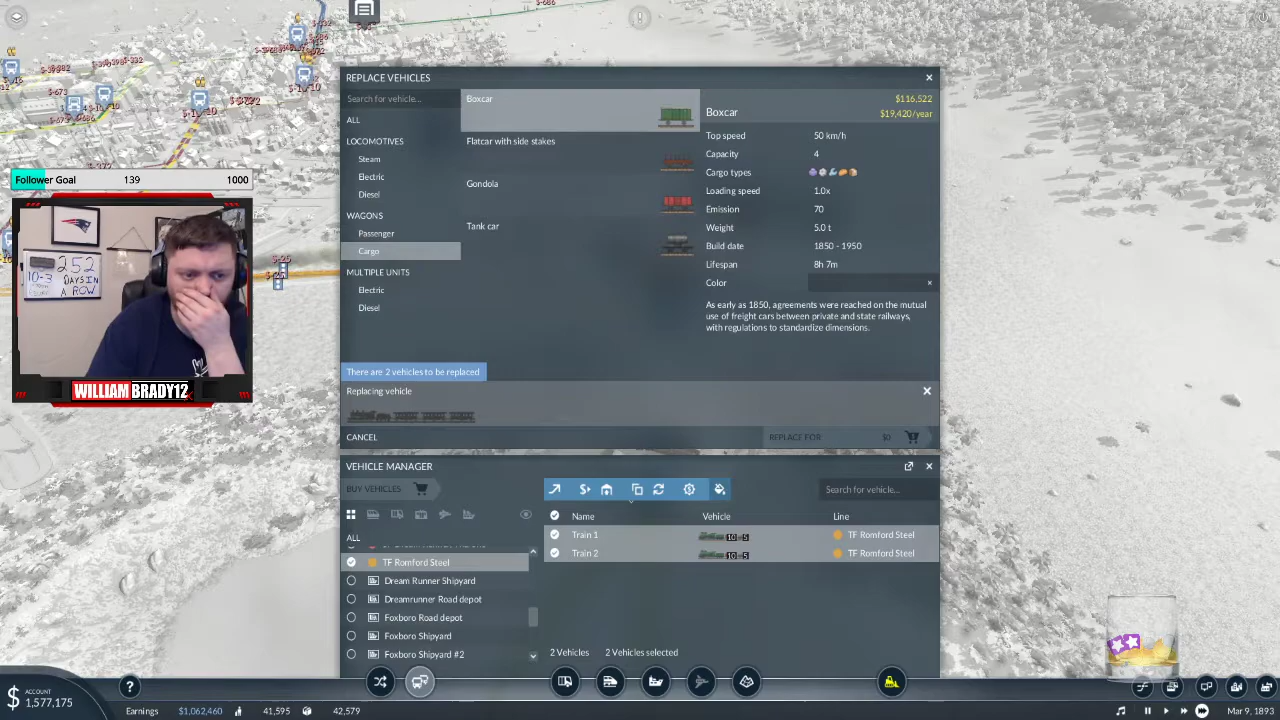 REPLACE VEHICLES
Search for vehicle...
ALL
LOCOMOTIVES
Steam
Electric
Diesel
WAGONS
Passenger
Cargo
MULTIPLE UNITS
Electric
Diesel
Boxcar
Flatcar with side stakes
Gondola
Tank car
$116,522
Boxcar
$19,420/year
Top speed 50 km/h
Capacity 4
Cargo types
Loading speed 1.0x
Emission 70
Weight 5.0 t
Build date 1850 - 1950
Lifespan 8h 7m
Color
As early as 1850, agreements were reached on the mutual
use of freight cars between private and state railways,
with regulations to standardize dimensions.
There are 2 vehicles to be replaced
Replacing vehicle
CANCEL
REPLACE FOR $0
Follower Goal 139 1000
252
DAYS IN
A ROW
10-3
WILLIAM BRADY12
VEHICLE MANAGER
BUY VEHICLES
Search for vehicle...
ALL
TF Romford Steel
Dream Runner Shipyard
Dreamrunner Road depot
Foxboro Road depot
Foxboro Shipyard
Foxboro Shipyard #2
Name Vehicle Line
Train 1 TF Romford Steel
Train 2 TF Romford Steel
2 Vehicles 2 Vehicles selected
$ ACCOUNT
1,577,175
?
Earnings $1,062,460 41,595 42,579
Mar 9, 1893